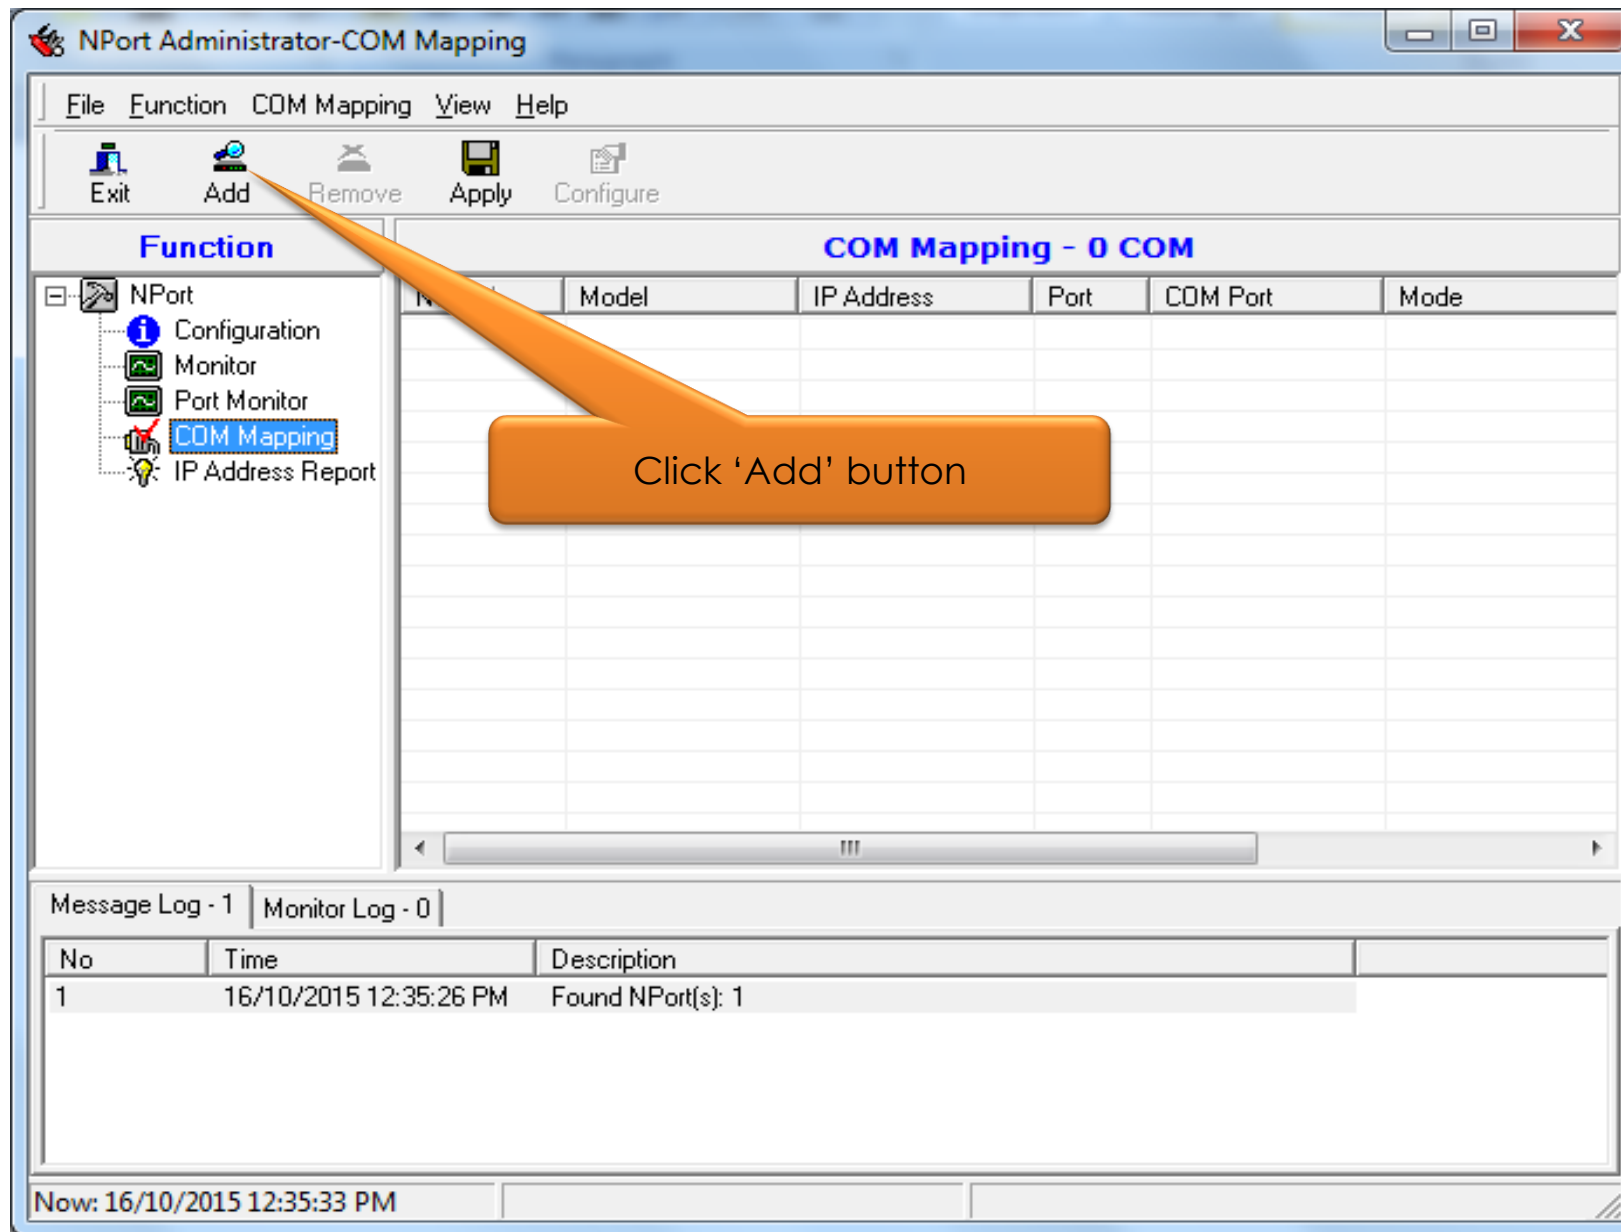 NPort Administrator-COM Mapping
File Function COM Mapping View Help
Exit Add Remove Apply Configure
Function
COM Mapping - 0 COM
NPort
Configuration
Monitor
Port Monitor
COM Mapping
IP Address Report
Model IP Address Port COM Port Mode
Click ‘Add’ button
Message Log - 1 Monitor Log - 0
No Time Description
1 16/10/2015 12:35:26 PM Found NPort(s): 1
Now: 16/10/2015 12:35:33 PM